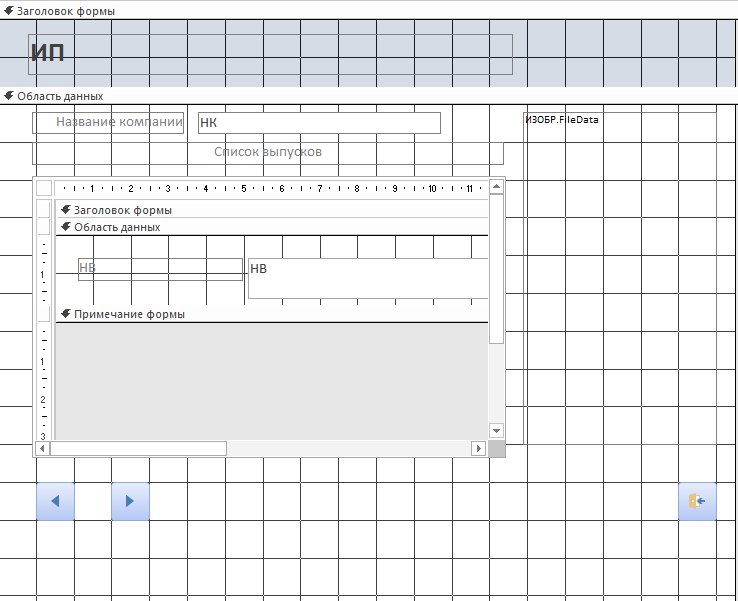 Заголовок формы
ИП
Область данных
Название компании НК ИЗОБР.FileData
Список выпусков
1 2 3 4 5 6 7 8 9 10 11
Заголовок формы
Область данных
НВ НВ
1
Примечание формы
1
2
3